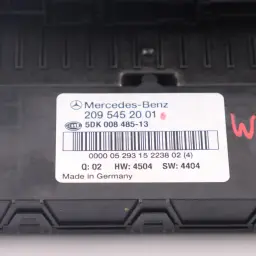 Mercedes-Benz
209 545 20 01
HELLA 5DK 008 485-13
0000 05 293 15 2238 02 (4)
Q: 02 HW: 4504 SW: 4404
Made in Germany
W